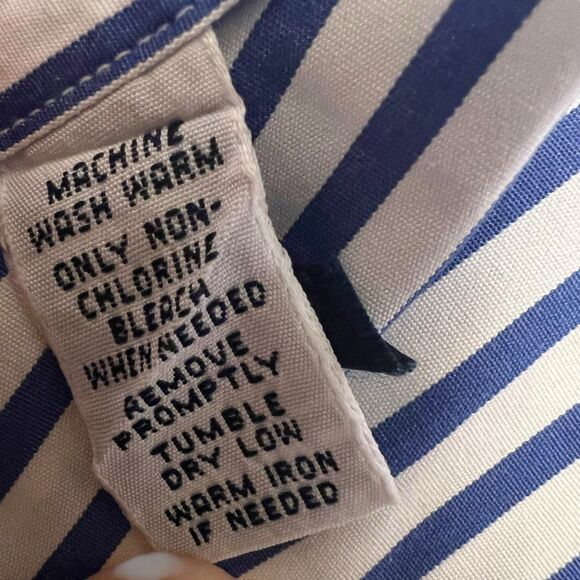 MACHINE
WASH WARM
ONLY NON-
CHLORINE
BLEACH
WHEN NEEDED
REMOVE
PROMPTLY
TUMBLE
DRY LOW
WARM IRON
IF NEEDED